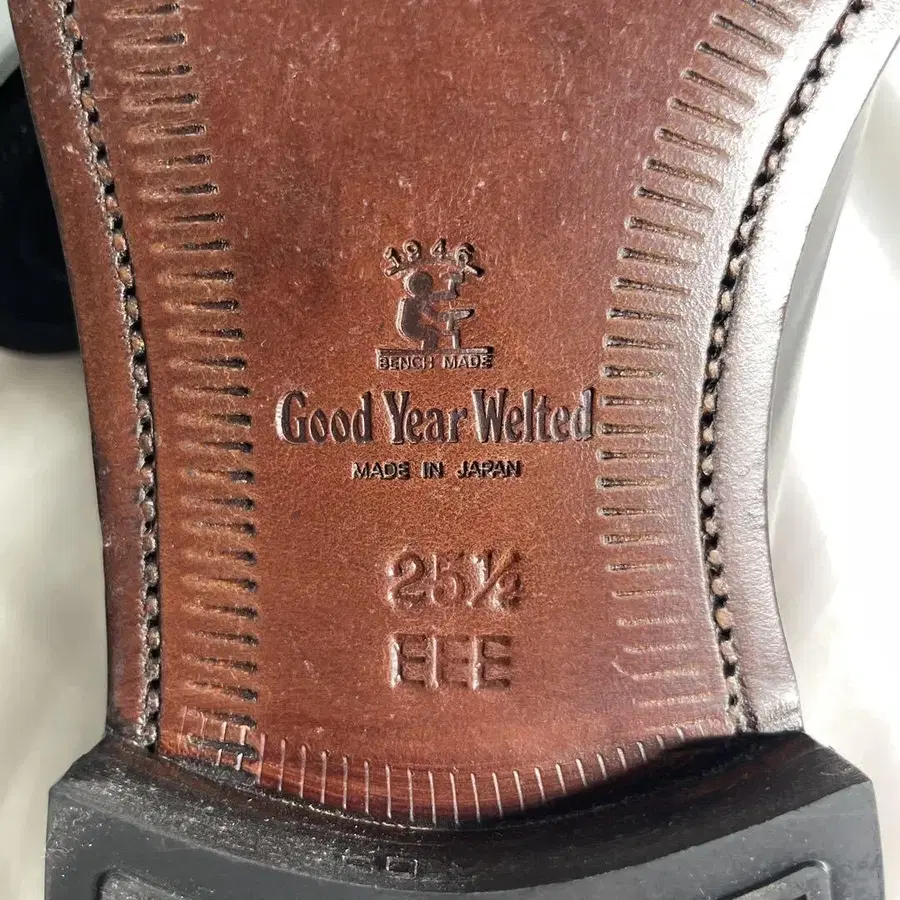 1946
BENCH MADE
Good Year Welted
MADE IN JAPAN
25½
EEE